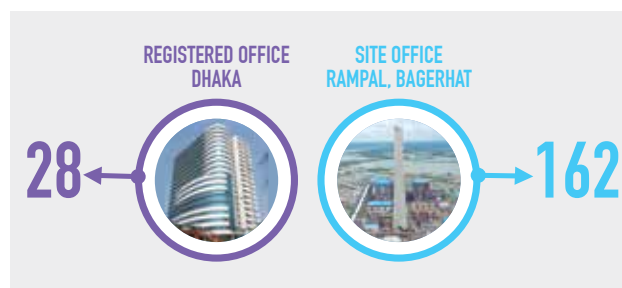 REGISTERED OFFICE
DHAKA
SITE OFFICE
RAMPAL, BAGERHAT
28
162